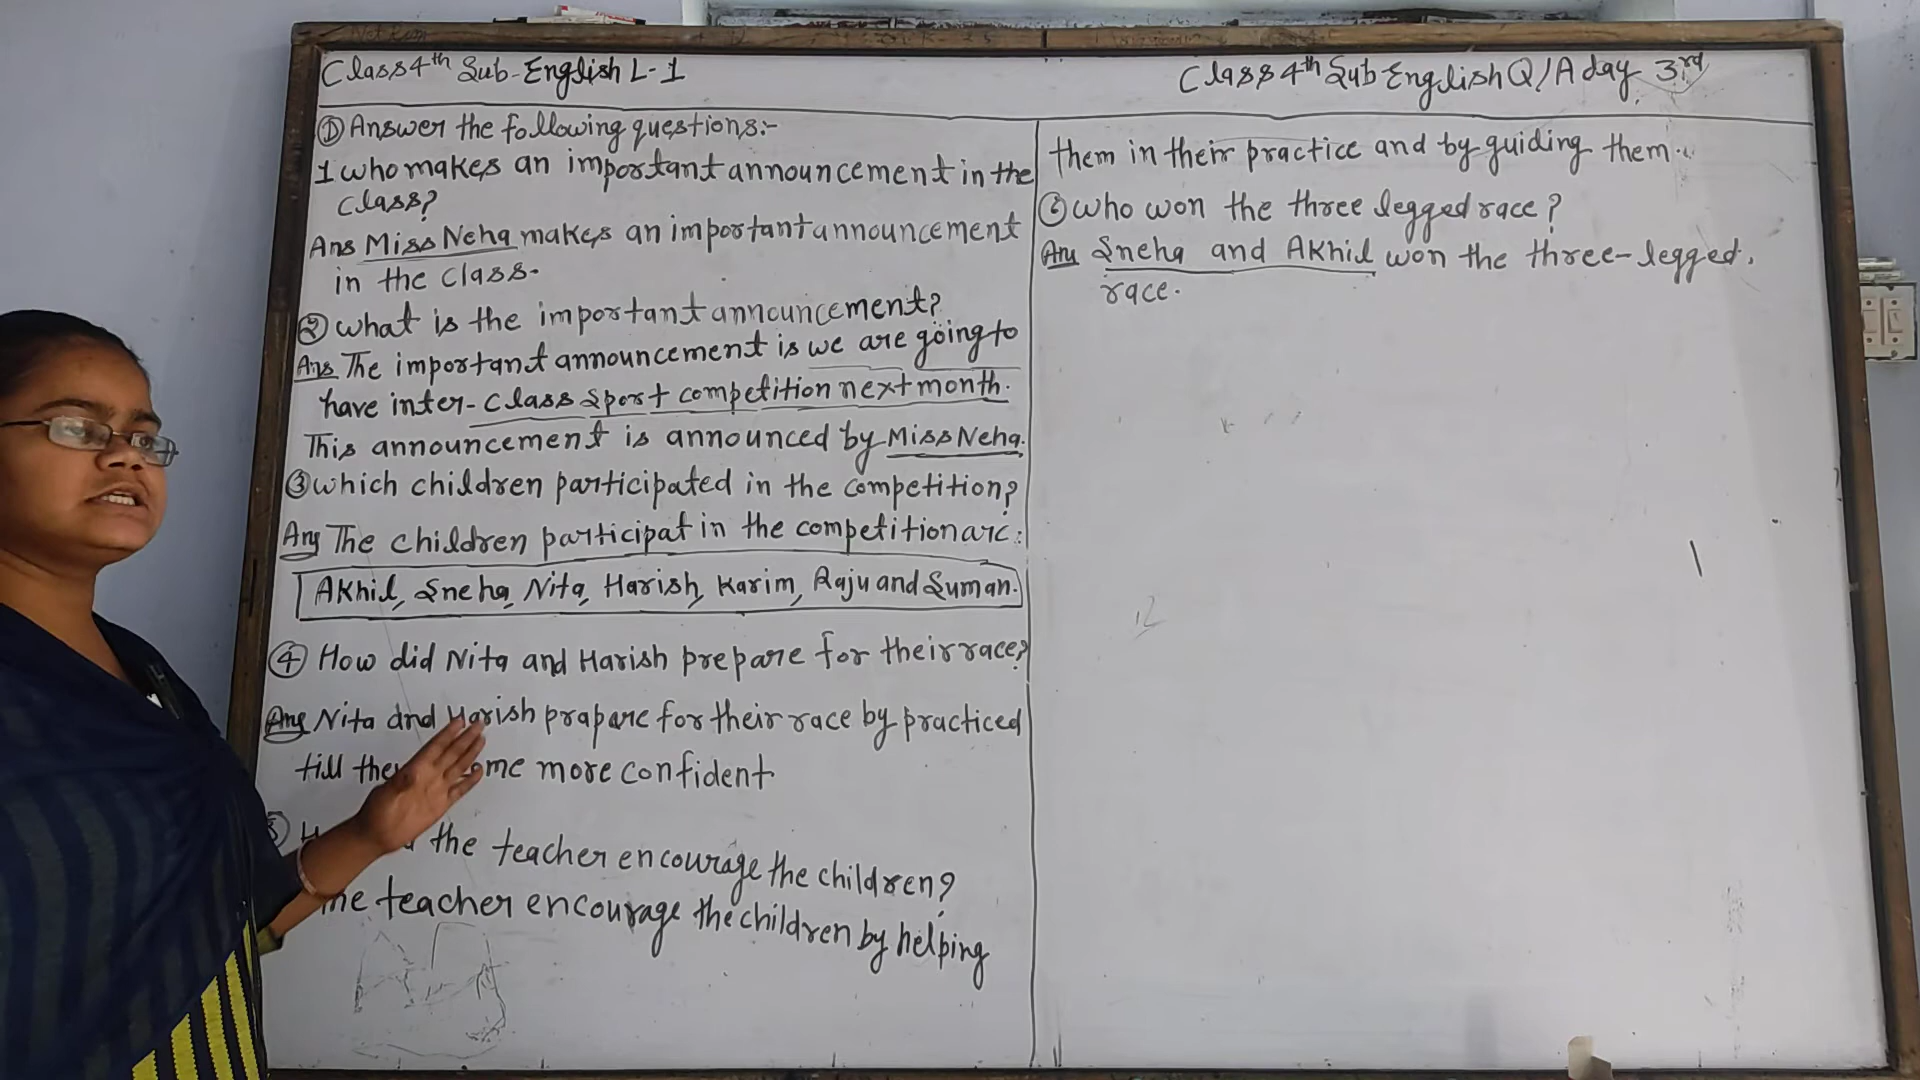 Class 4th Sub-English L-1
① Answer the following questions:-
1 who makes an important announcement in the
class?
Ans Miss Neha makes an important announcement
in the class.
② what is the important announcement?
Ans The important announcement is we are going to
have inter-class sport competition next month.
This announcement is announced by Miss Neha.
③ which children participated in the competition?
Ans The children participat in the competition are:
Akhil, Sneha, Nita, Harish, Karim, Raju and Suman.
④ How did Nita and Harish prepare for their race?
Ans Nita and Harish prapare for their race by practiced
till they more confident
the teacher encourage the children?
teacher encourage the children by helping
Class 4th Sub English Q/A day 3rd
them in their practice and by guiding them.
⑥ who won the three legged race?
Ans Sneha and Akhil won the three-legged.
race.
12